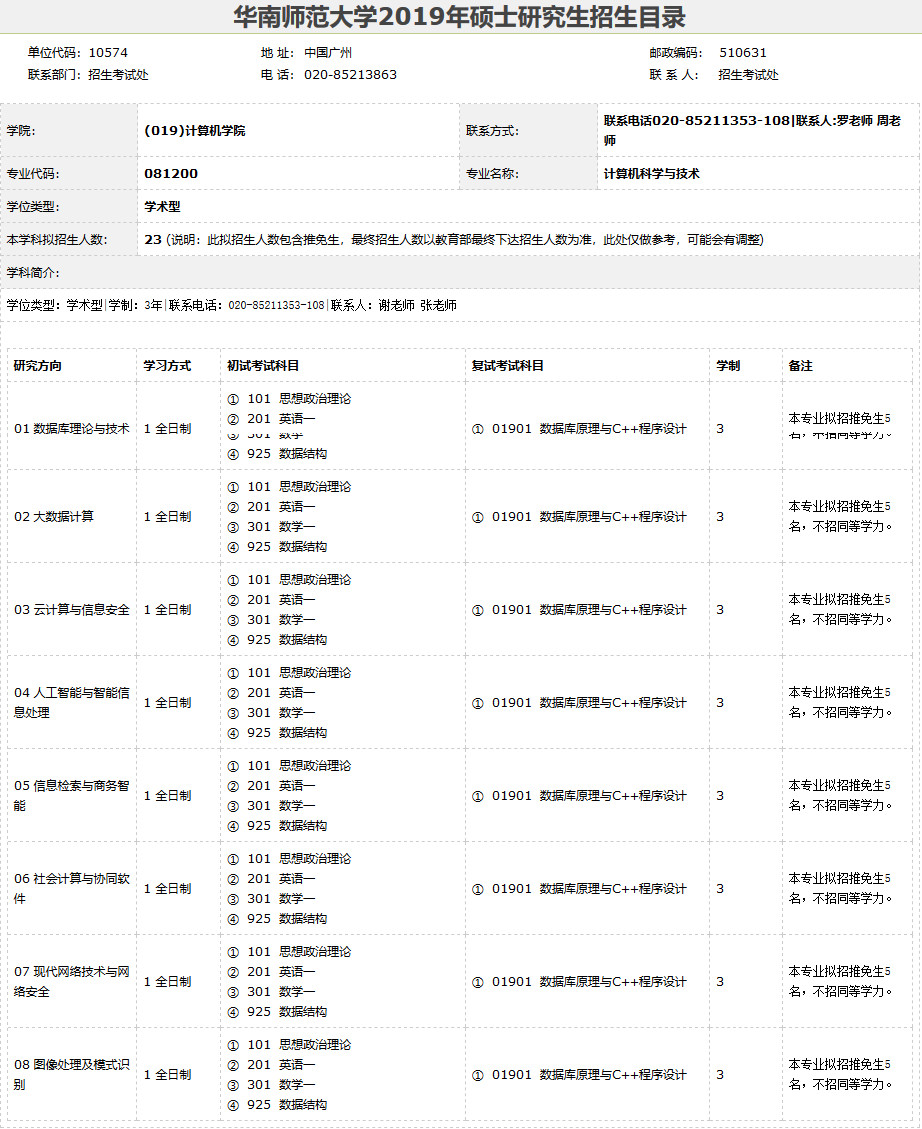 华南师范大学2019年硕士研究生招生目录
单位代码: 10574 地 址: 中国广州 邮政编码: 510631
联系部门: 招生考试处 电 话: 020-85213863 联 系 人: 招生考试处
学院: (019)计算机学院 联系方式: 联系电话020-85211353-108|联系人:罗老师 周老
师
专业代码: 081200 专业名称: 计算机科学与技术
学位类型: 学术型
本学科拟招生人数: 23 (说明：此拟招生人数包含推免生，最终招生人数以教育部最终下达招生人数为准，此处仅做参考，可能会有调整)
学科简介:
学位类型：学术型|学制：3年|联系电话：020-85211353-108|联系人：谢老师 张老师
研究方向 学习方式 初试考试科目 复试考试科目 学制 备注
01 数据库理论与技术 1 全日制
① 101 思想政治理论
② 201 英语一
③ 301 数学一
④ 925 数据结构
① 01901 数据库原理与C++程序设计 3
本专业拟招推免生5
名，不招同等学力。
02 大数据计算 1 全日制
① 101 思想政治理论
② 201 英语一
③ 301 数学一
④ 925 数据结构
① 01901 数据库原理与C++程序设计 3
本专业拟招推免生5
名，不招同等学力。
03 云计算与信息安全 1 全日制
① 101 思想政治理论
② 201 英语一
③ 301 数学一
④ 925 数据结构
① 01901 数据库原理与C++程序设计 3
本专业拟招推免生5
名，不招同等学力。
04 人工智能与智能信
息处理
1 全日制
① 101 思想政治理论
② 201 英语一
③ 301 数学一
④ 925 数据结构
① 01901 数据库原理与C++程序设计 3
本专业拟招推免生5
名，不招同等学力。
05 信息检索与商务智
能
1 全日制
① 101 思想政治理论
② 201 英语一
③ 301 数学一
④ 925 数据结构
① 01901 数据库原理与C++程序设计 3
本专业拟招推免生5
名，不招同等学力。
06 社会计算与协同软
件
1 全日制
① 101 思想政治理论
② 201 英语一
③ 301 数学一
④ 925 数据结构
① 01901 数据库原理与C++程序设计 3
本专业拟招推免生5
名，不招同等学力。
07 现代网络技术与网
络安全
1 全日制
① 101 思想政治理论
② 201 英语一
③ 301 数学一
④ 925 数据结构
① 01901 数据库原理与C++程序设计 3
本专业拟招推免生5
名，不招同等学力。
08 图像处理及模式识
别
1 全日制
① 101 思想政治理论
② 201 英语一
③ 301 数学一
④ 925 数据结构
① 01901 数据库原理与C++程序设计 3
本专业拟招推免生5
名，不招同等学力。